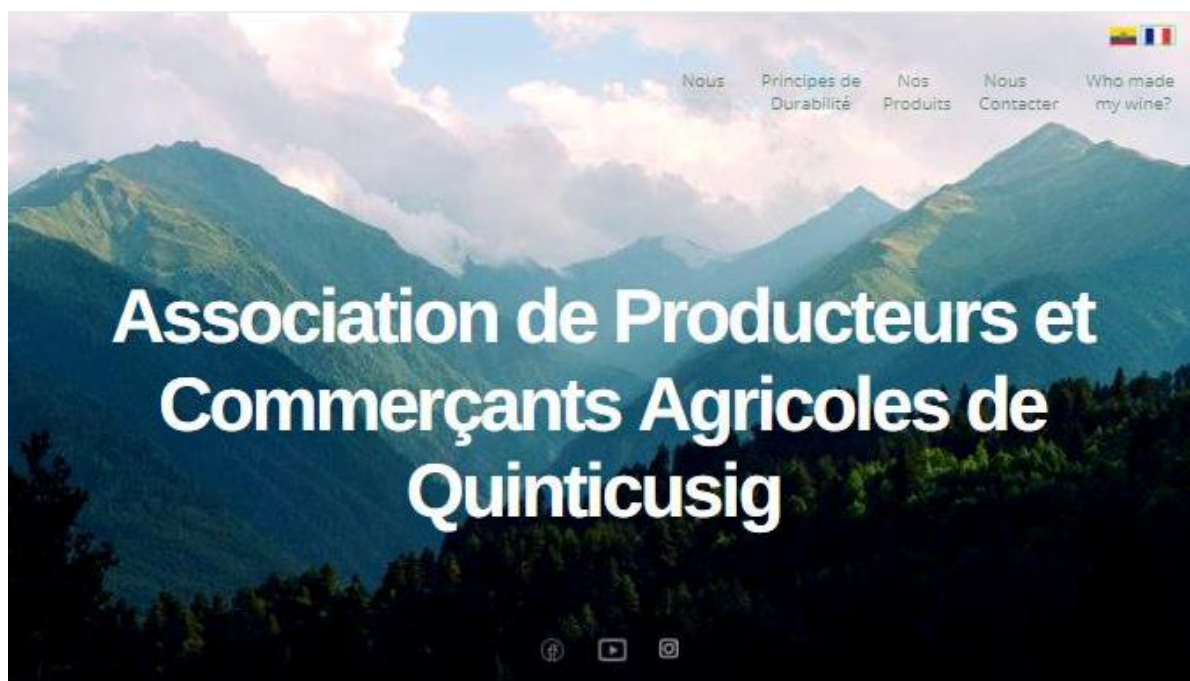 Nous
Principes de
Durabilité
Nos
Produits
Nous
Contacter
Who made
my wine?
Association de Producteurs et
Commerçants Agricoles de
Quinticusig